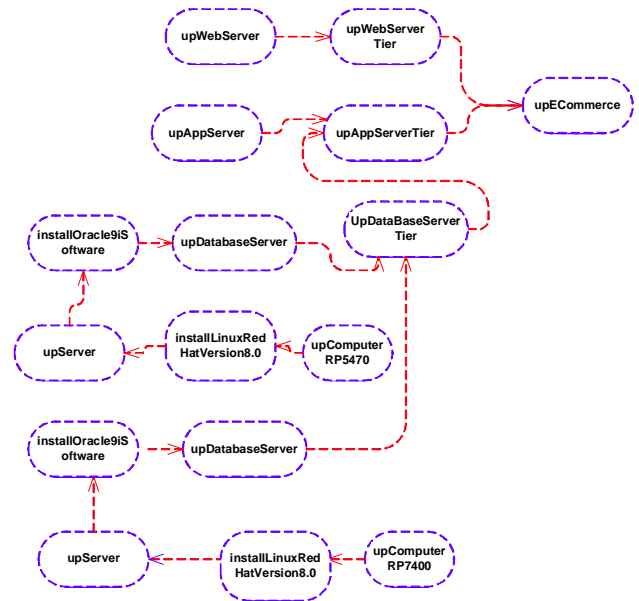 upWebServer
upWebServer
Tier
upECommerce
upAppServer
upAppServerTier
UpDataBaseServer
Tier
installOracle9iS
oftware
upDatabaseServer
upServer
installLinuxRed
HatVersion8.0
upComputer
RP5470
installOracle9iS
oftware
upDatabaseServer
upServer
installLinuxRed
HatVersion8.0
upComputer
RP7400